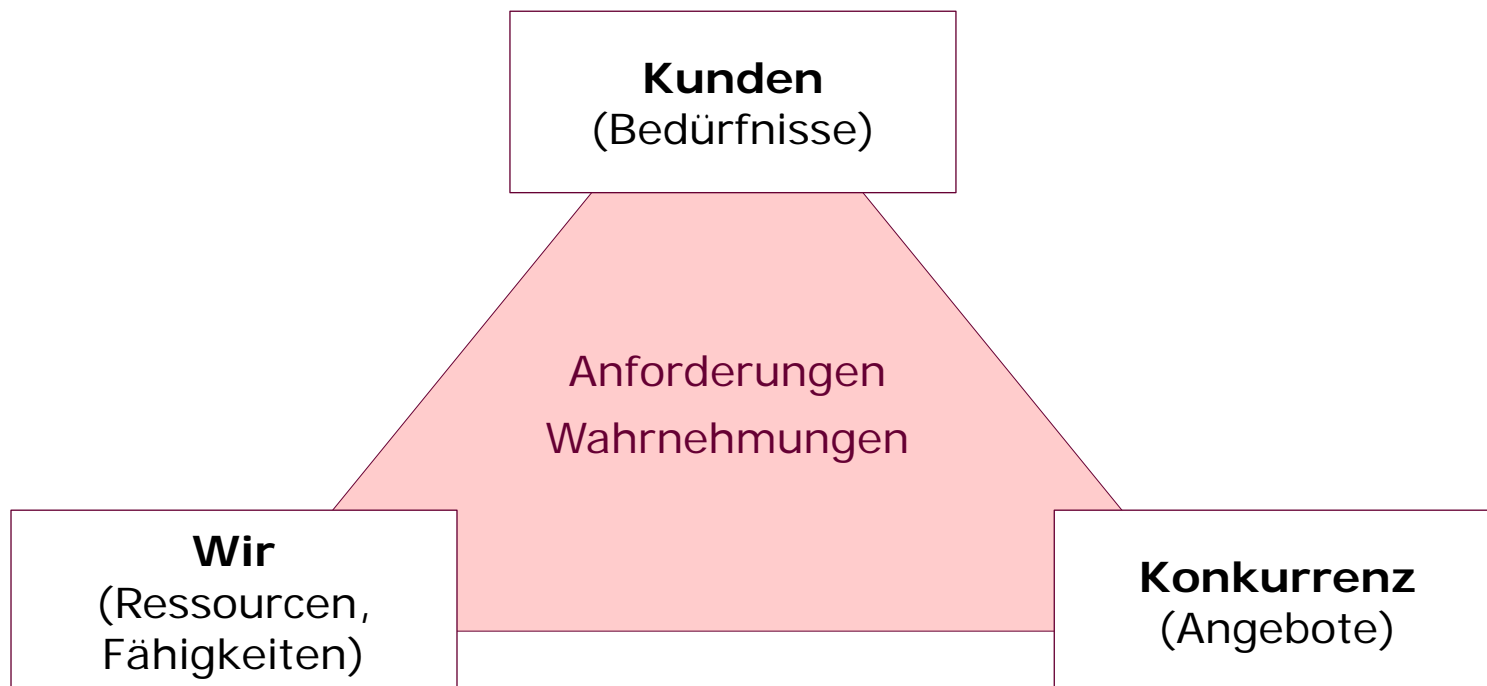 Kunden
(Bedürfnisse)
Anforderungen
Wahrnehmungen
Wir
(Ressourcen,
Fähigkeiten)
Konkurrenz
(Angebote)